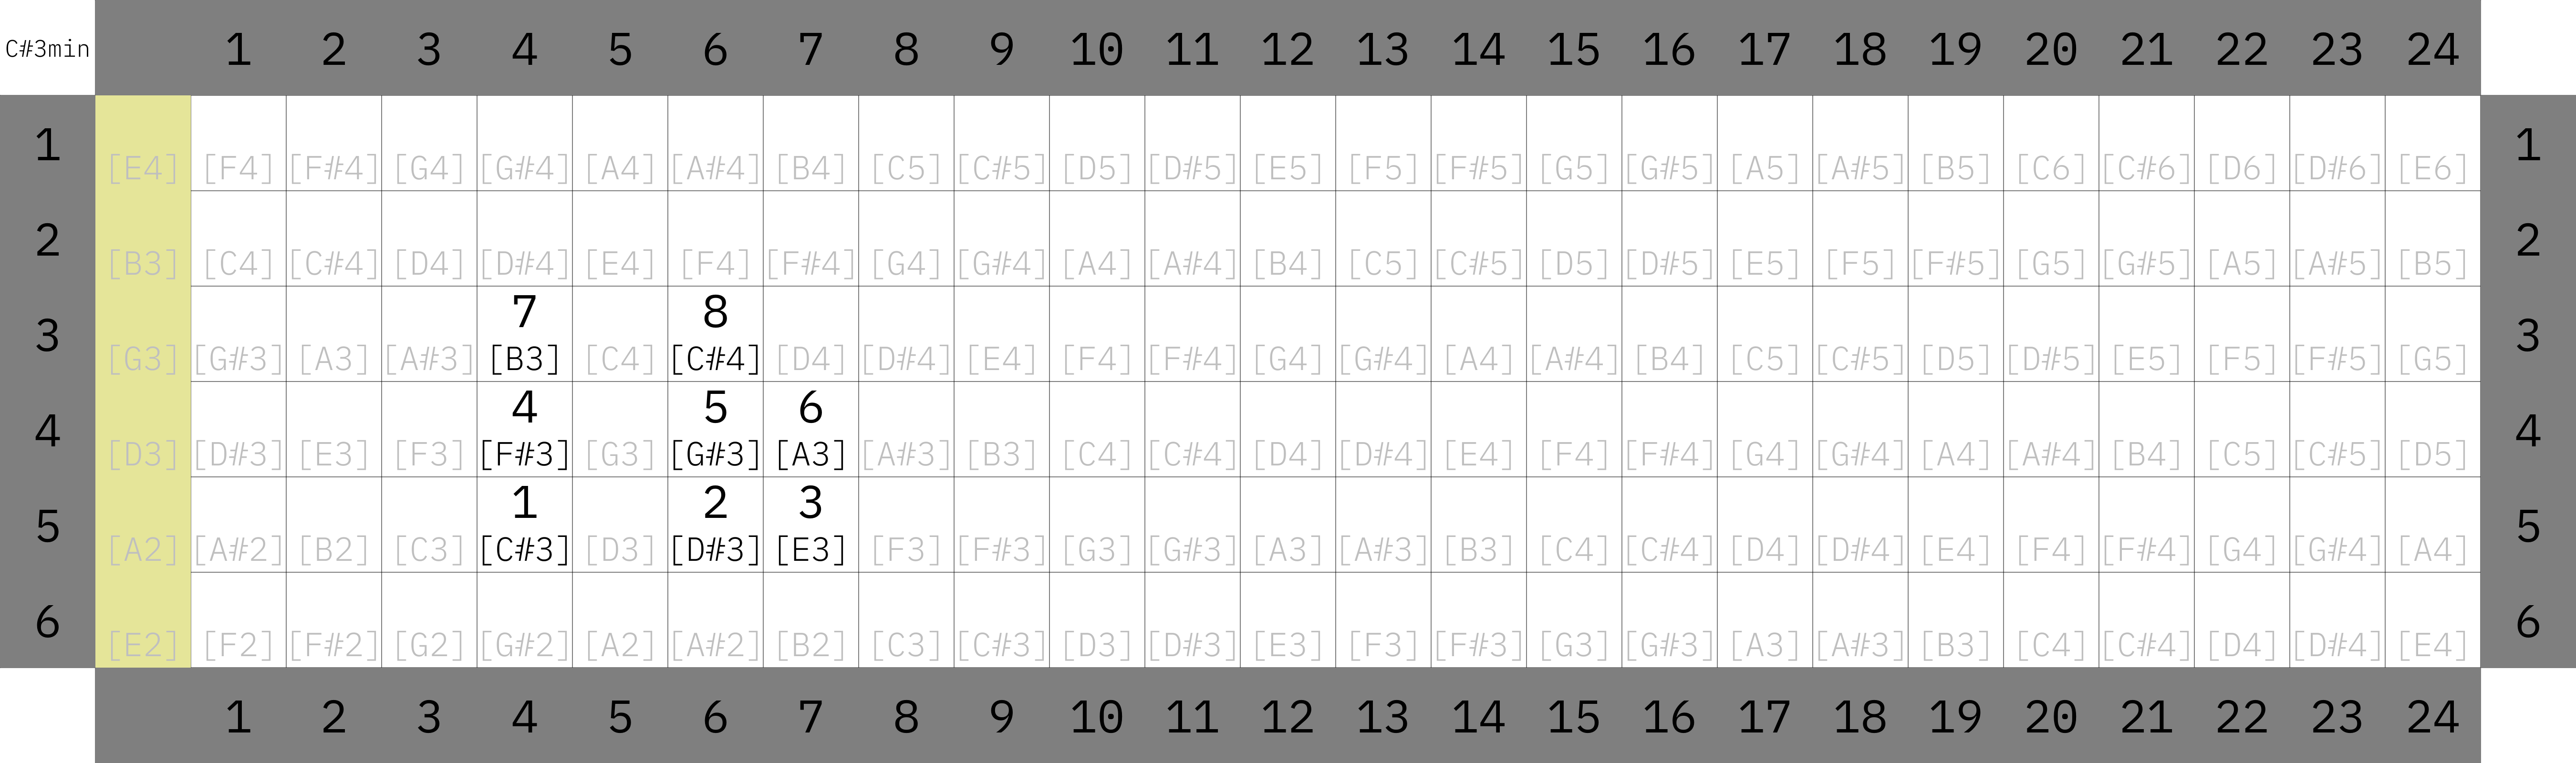 C#3min 1 2 3 4 5 6 7 8 9 10 11 12 13 14 15 16 17 18 19 20 21 22 23 24
1 [E4] [F4] [F#4] [G4] [G#4] [A4] [A#4] [B4] [C5] [C#5] [D5] [D#5] [E5] [F5] [F#5] [G5] [G#5] [A5] [A#5] [B5] [C6] [C#6] [D6] [D#6] [E6] 1
2 [B3] [C4] [C#4] [D4] [D#4] [E4] [F4] [F#4] [G4] [G#4] [A4] [A#4] [B4] [C5] [C#5] [D5] [D#5] [E5] [F5] [F#5] [G5] [G#5] [A5] [A#5] [B5] 2
7 8
3 [G3] [G#3] [A3] [A#3] [B3] [C4] [C#4] [D4] [D#4] [E4] [F4] [F#4] [G4] [G#4] [A4] [A#4] [B4] [C5] [C#5] [D5] [D#5] [E5] [F5] [F#5] [G5] 3
4 5 6
4 [D3] [D#3] [E3] [F3] [F#3] [G3] [G#3] [A3] [A#3] [B3] [C4] [C#4] [D4] [D#4] [E4] [F4] [F#4] [G4] [G#4] [A4] [A#4] [B4] [C5] [C#5] [D5] 4
1 2 3
5 [A2] [A#2] [B2] [C3] [C#3] [D3] [D#3] [E3] [F3] [F#3] [G3] [G#3] [A3] [A#3] [B3] [C4] [C#4] [D4] [D#4] [E4] [F4] [F#4] [G4] [G#4] [A4] 5
6 [E2] [F2] [F#2] [G2] [G#2] [A2] [A#2] [B2] [C3] [C#3] [D3] [D#3] [E3] [F3] [F#3] [G3] [G#3] [A3] [A#3] [B3] [C4] [C#4] [D4] [D#4] [E4] 6
1 2 3 4 5 6 7 8 9 10 11 12 13 14 15 16 17 18 19 20 21 22 23 24